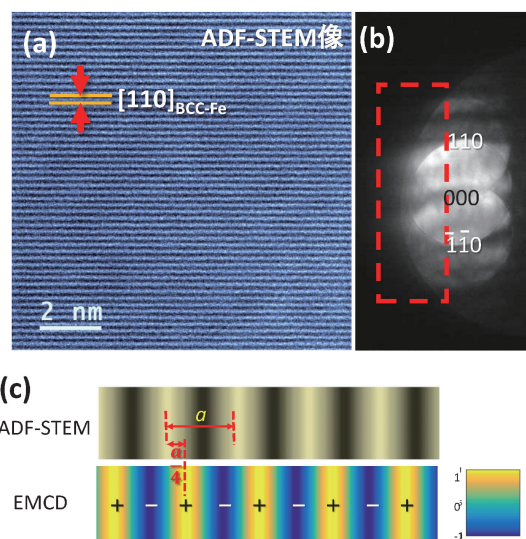 (a)
ADF-STEM像
[110]BCC-Fe
2 nm
(b)
110
000
1̄1̄0
(c)
ADF-STEM
a
a
4
EMCD
+ − + − + − + − +
1
0
-1